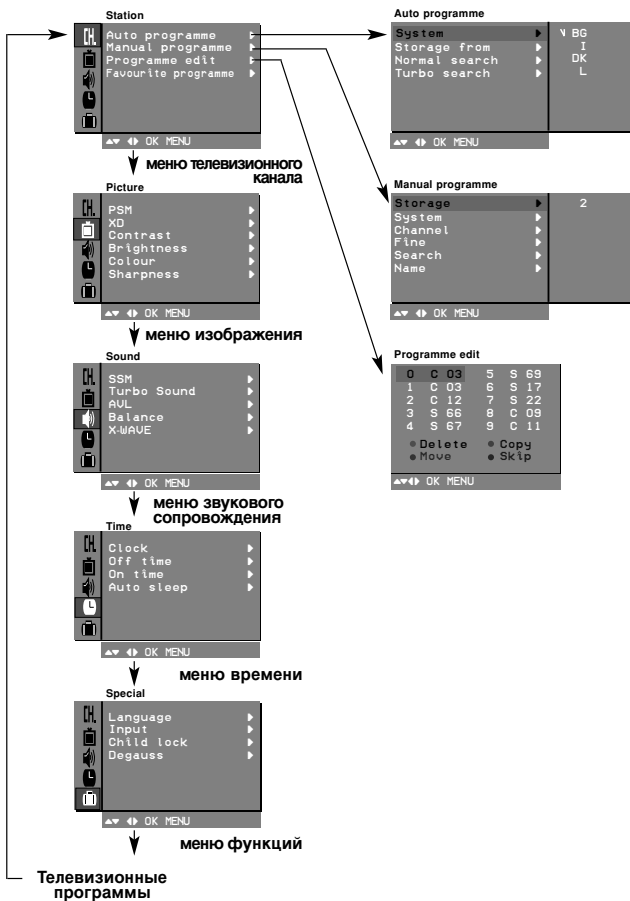 Station
CH.
Auto programme
Manual programme
Programme edit
Favourite programme
OK MENU
меню телевизионного
канала
Picture
CH.
PSM
XD
Contrast
Brightness
Colour
Sharpness
OK MENU
меню изображения
Sound
CH.
SSM
Turbo Sound
AVL
Balance
X-WAVE
OK MENU
меню звукового
сопровождения
Time
CH.
Clock
Off time
On time
Auto sleep
OK MENU
меню времени
Special
CH.
Language
Input
Child lock
Degauss
OK MENU
меню функций
Телевизионные
программы
Auto programme
System BG
Storage from I
Normal search DK
Turbo search L
OK MENU
Manual programme
Storage 2
System
Channel
Fine
Search
Name
OK MENU
Programme edit
0 C 03 5 S 69
1 C 03 6 S 17
2 C 12 7 S 22
3 S 66 8 C 09
4 S 67 9 C 11
Delete Copy
Move Skip
OK MENU